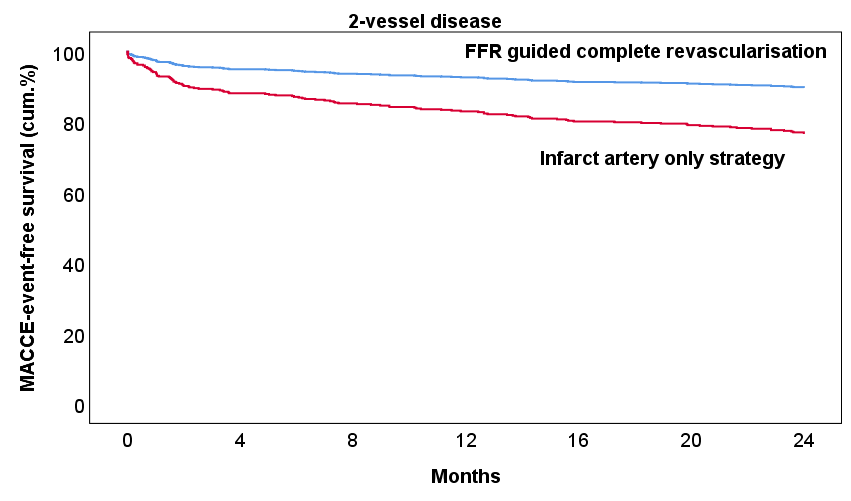 2-vessel disease
FFR guided complete revascularisation
Infarct artery only strategy
MACCE-event-free survival (cum.%)
100
80
60
40
20
0
0 4 8 12 16 20 24
Months